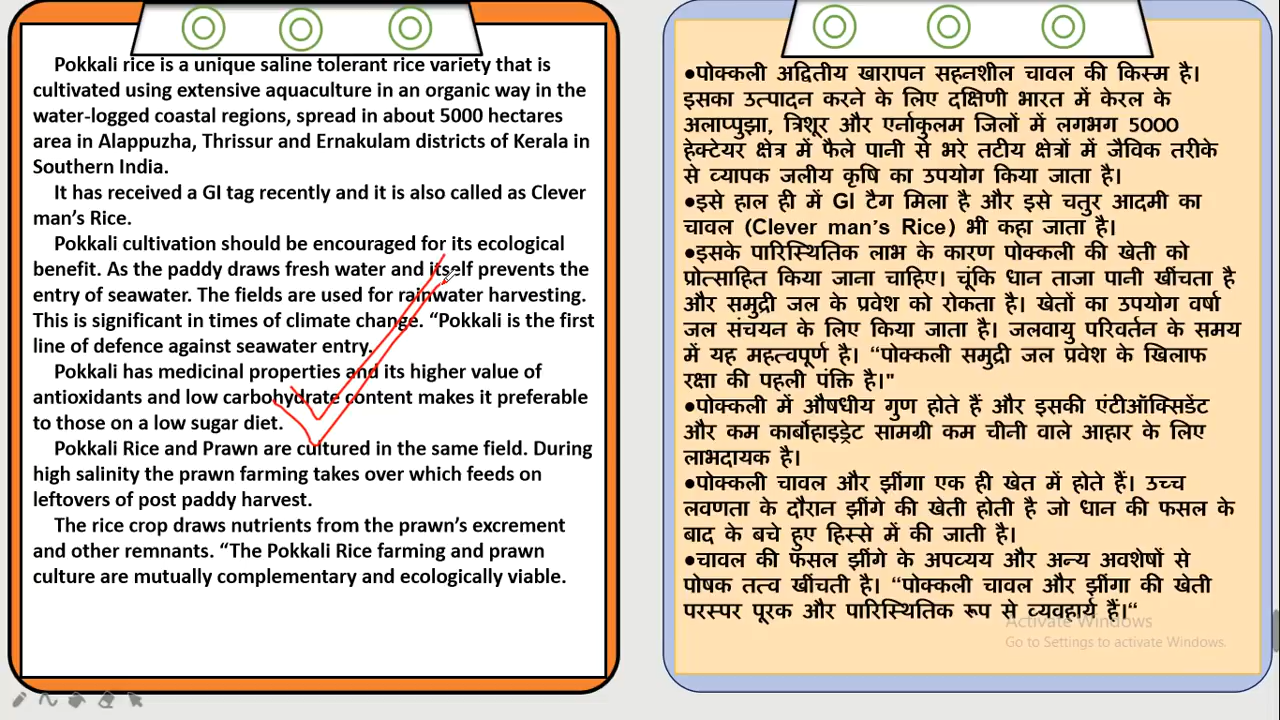 Pokkali rice is a unique saline tolerant rice variety that is
cultivated using extensive aquaculture in an organic way in the
water-logged coastal regions, spread in about 5000 hectares
area in Alappuzha, Thrissur and Ernakulam districts of Kerala in
Southern India.
It has received a GI tag recently and it is also called as Clever
man’s Rice.
Pokkali cultivation should be encouraged for its ecological
benefit. As the paddy draws fresh water and itself prevents the
entry of seawater. The fields are used for rainwater harvesting.
This is significant in times of climate change. “Pokkali is the first
line of defence against seawater entry.
Pokkali has medicinal properties and its higher value of
antioxidants and low carbohydrate content makes it preferable
to those on a low sugar diet.
Pokkali Rice and Prawn are cultured in the same field. During
high salinity the prawn farming takes over which feeds on
leftovers of post paddy harvest.
The rice crop draws nutrients from the prawn’s excrement
and other remnants. “The Pokkali Rice farming and prawn
culture are mutually complementary and ecologically viable.
●पोक्कली अद्वितीय खारापन सहनशील चावल की किस्म है।
इसका उत्पादन करने के लिए दक्षिणी भारत में केरल के
अलाप्पुझा, त्रिशूर और एर्नाकुलम जिलों में लगभग 5000
हेक्टेयर क्षेत्र में फैले पानी से भरे तटीय क्षेत्रों में जैविक तरीके
से व्यापक जलीय कृषि का उपयोग किया जाता है।
●इसे हाल ही में GI टैग मिला है और इसे चतुर आदमी का
चावल (Clever man’s Rice) भी कहा जाता है।
●इसके पारिस्थितिक लाभ के कारण पोक्कली की खेती को
प्रोत्साहित किया जाना चाहिए। चूंकि धान ताजा पानी खींचता है
और समुद्री जल के प्रवेश को रोकता है। खेतों का उपयोग वर्षा
जल संचयन के लिए किया जाता है। जलवायु परिवर्तन के समय
में यह महत्वपूर्ण है। “पोक्कली समुद्री जल प्रवेश के खिलाफ
रक्षा की पहली पंक्ति है।"
●पोक्कली में औषधीय गुण होते हैं और इसकी एंटीऑक्सिडेंट
और कम कार्बोहाइड्रेट सामग्री कम चीनी वाले आहार के लिए
लाभदायक है।
●पोक्कली चावल और झींगा एक ही खेत में होते हैं। उच्च
लवणता के दौरान झींगे की खेती होती है जो धान की फसल के
बाद के बचे हुए हिस्से में की जाती है।
●चावल की फसल झींगे के अपव्यय और अन्य अवशेषों से
पोषक तत्व खींचती है। “पोक्कली चावल और झींगा की खेती
परस्पर पूरक और पारिस्थितिक रूप से व्यवहार्य हैं।“
Activate Windows
Go to Settings to activate Windows.